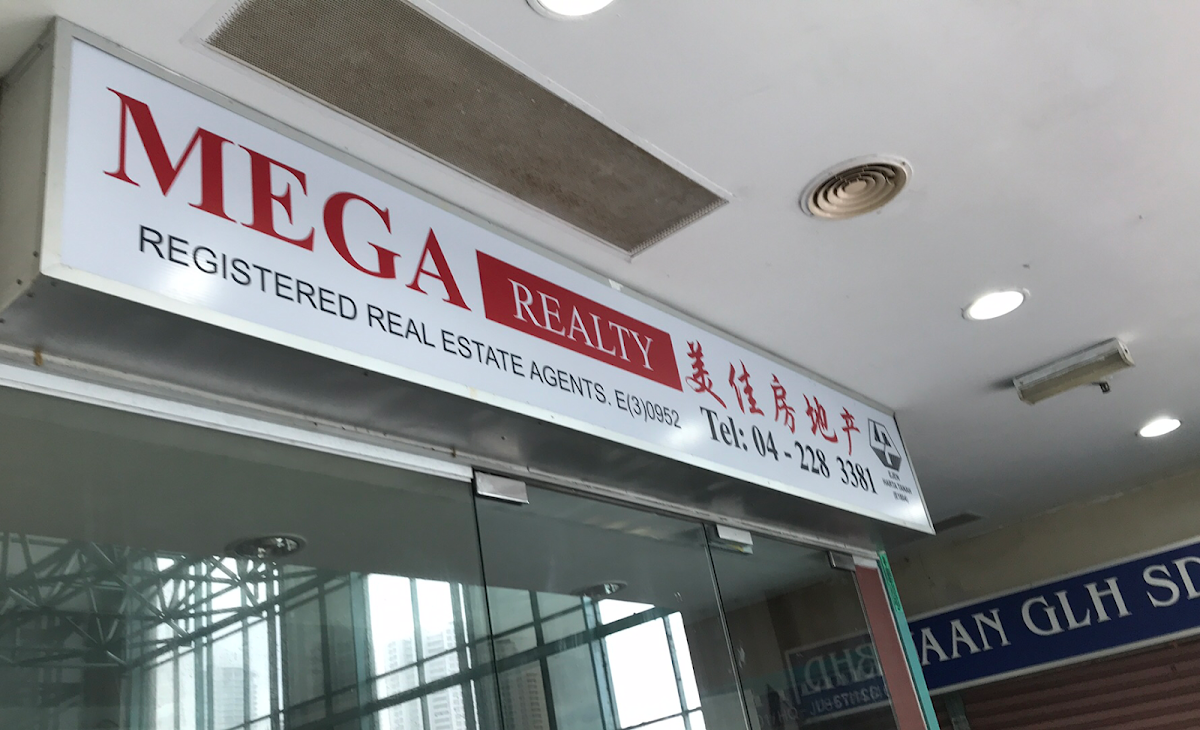 MEGA REALTY 美佳房地产
REGISTERED REAL ESTATE AGENTS. E(3)0952 Tel: 04 - 228 3381
AAN GLH SD